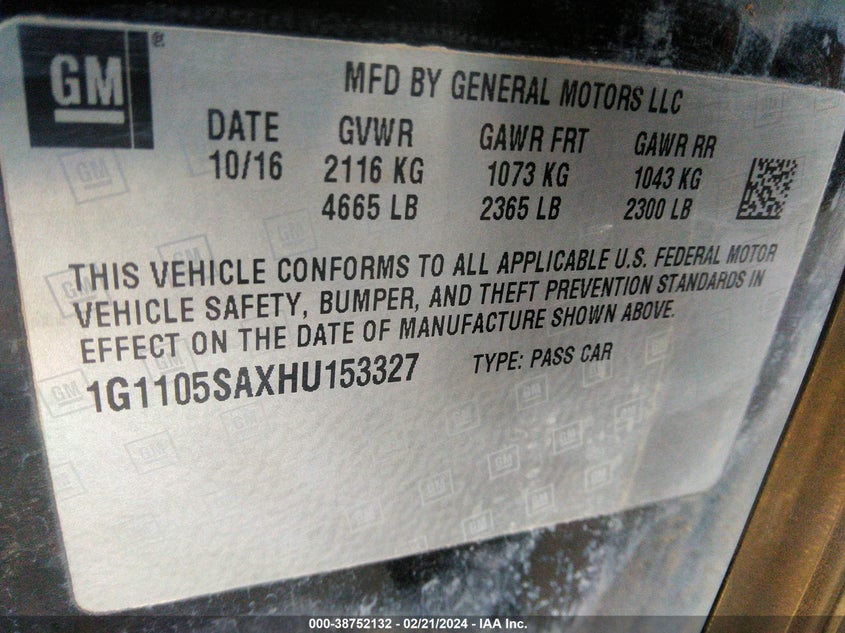 GM
MFD BY GENERAL MOTORS LLC
DATE GVWR GAWR FRT GAWR RR
10/16 2116 KG 1073 KG 1043 KG
4665 LB 2365 LB 2300 LB
THIS VEHICLE CONFORMS TO ALL APPLICABLE U.S. FEDERAL MOTOR
VEHICLE SAFETY, BUMPER, AND THEFT PREVENTION STANDARDS IN
EFFECT ON THE DATE OF MANUFACTURE SHOWN ABOVE.
1G1105SAXHU153327 TYPE: PASS CAR
000-38752132 - 02/21/2024 - IAA Inc.